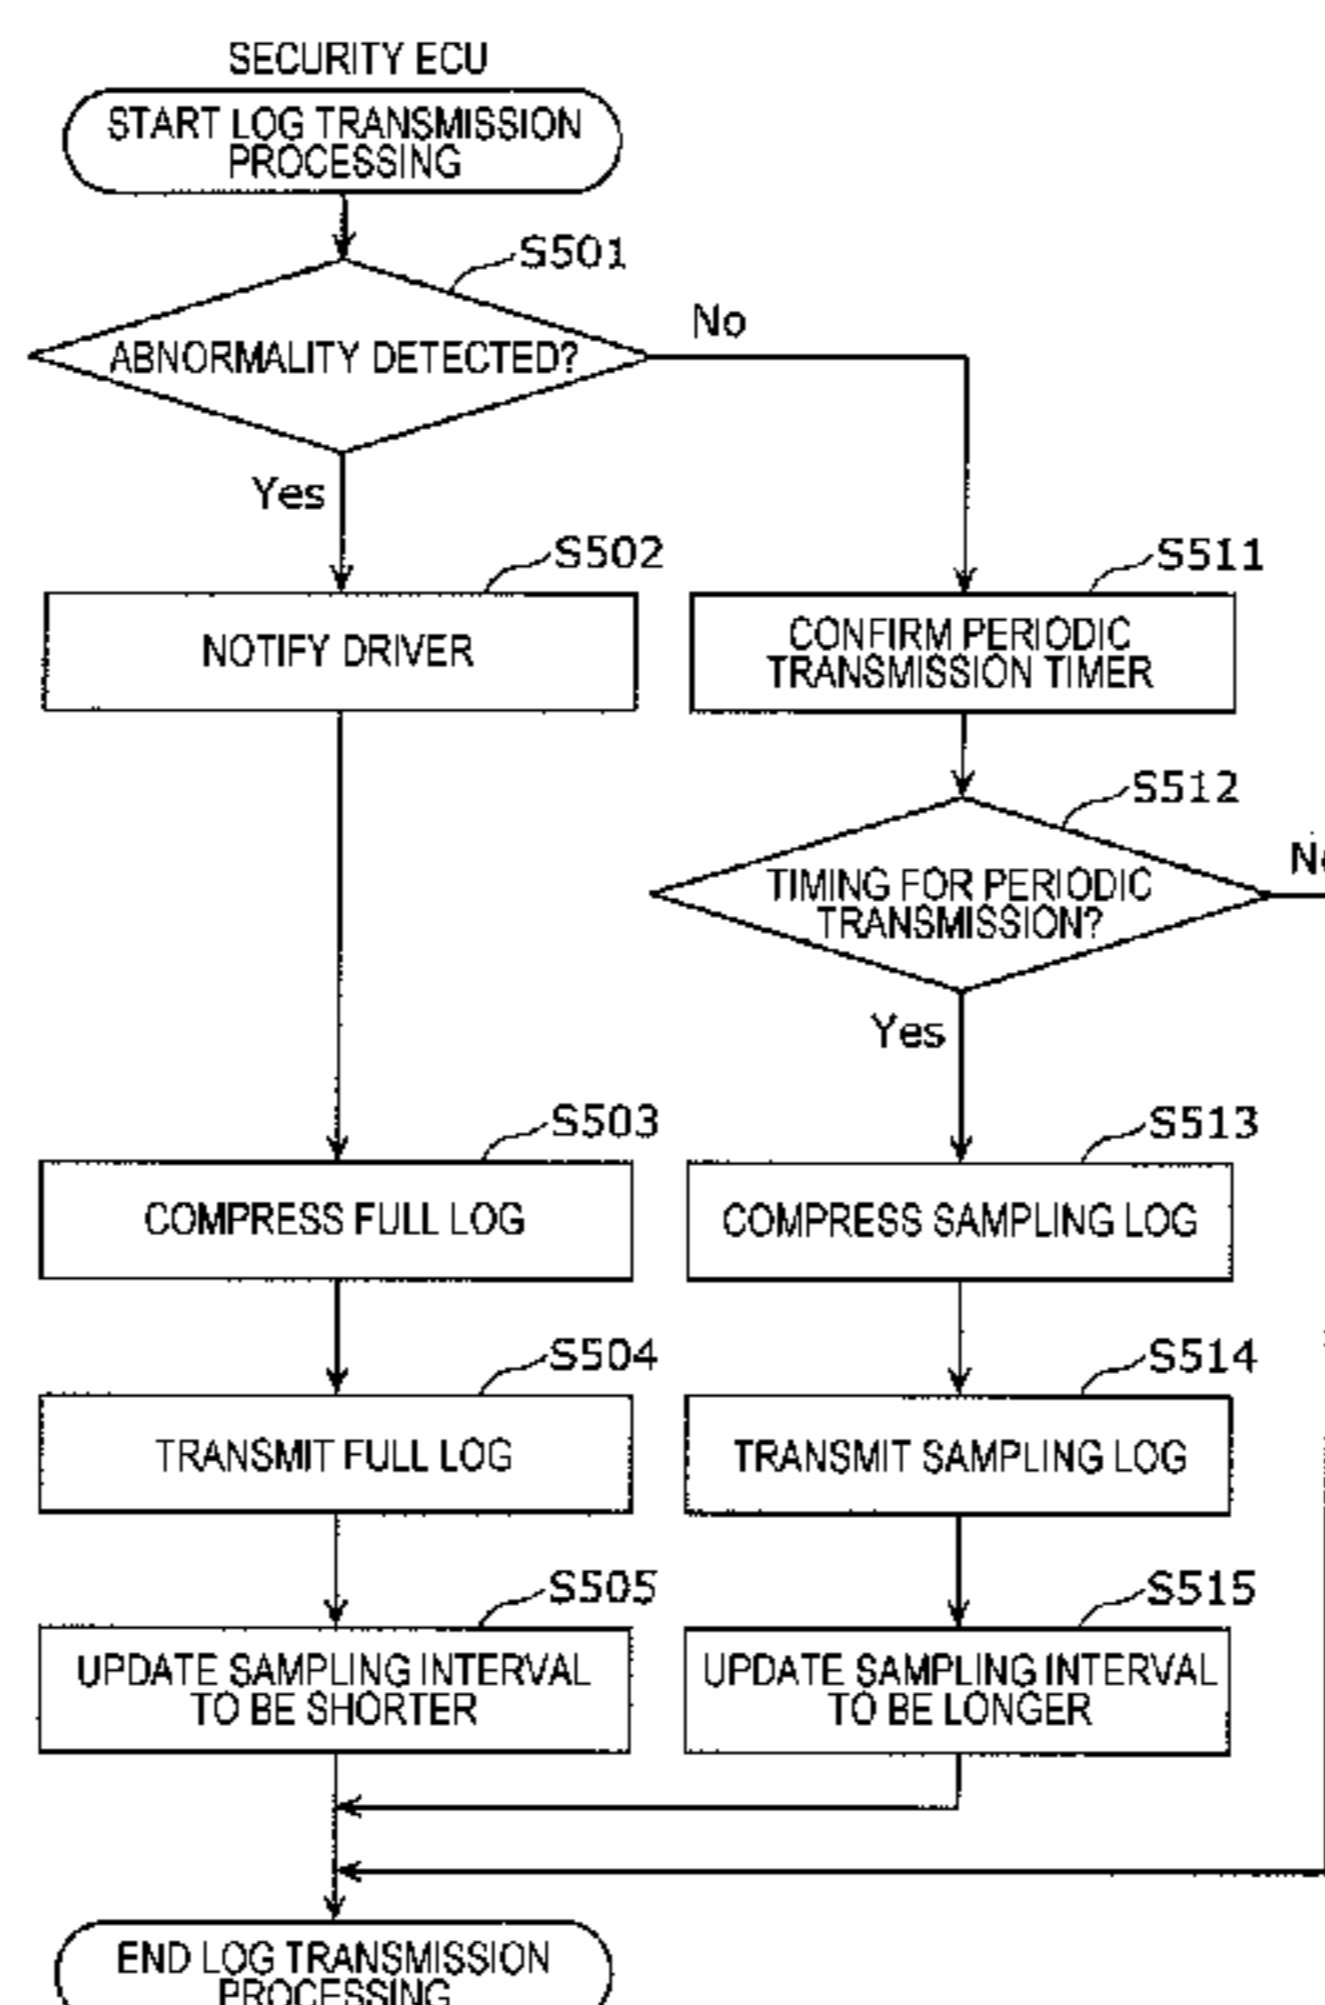 SECURITY ECU
START LOG TRANSMISSION
PROCESSING
S501
ABNORMALITY DETECTED?
No
Yes
S502
NOTIFY DRIVER
S511
CONFIRM PERIODIC
TRANSMISSION TIMER
S512
TIMING FOR PERIODIC
TRANSMISSION?
Yes
S503
COMPRESS FULL LOG
S513
COMPRESS SAMPLING LOG
S504
TRANSMIT FULL LOG
S514
TRANSMIT SAMPLING LOG
S505
UPDATE SAMPLING INTERVAL
TO BE SHORTER
S515
UPDATE SAMPLING INTERVAL
TO BE LONGER
END LOG TRANSMISSION
PROCESSING